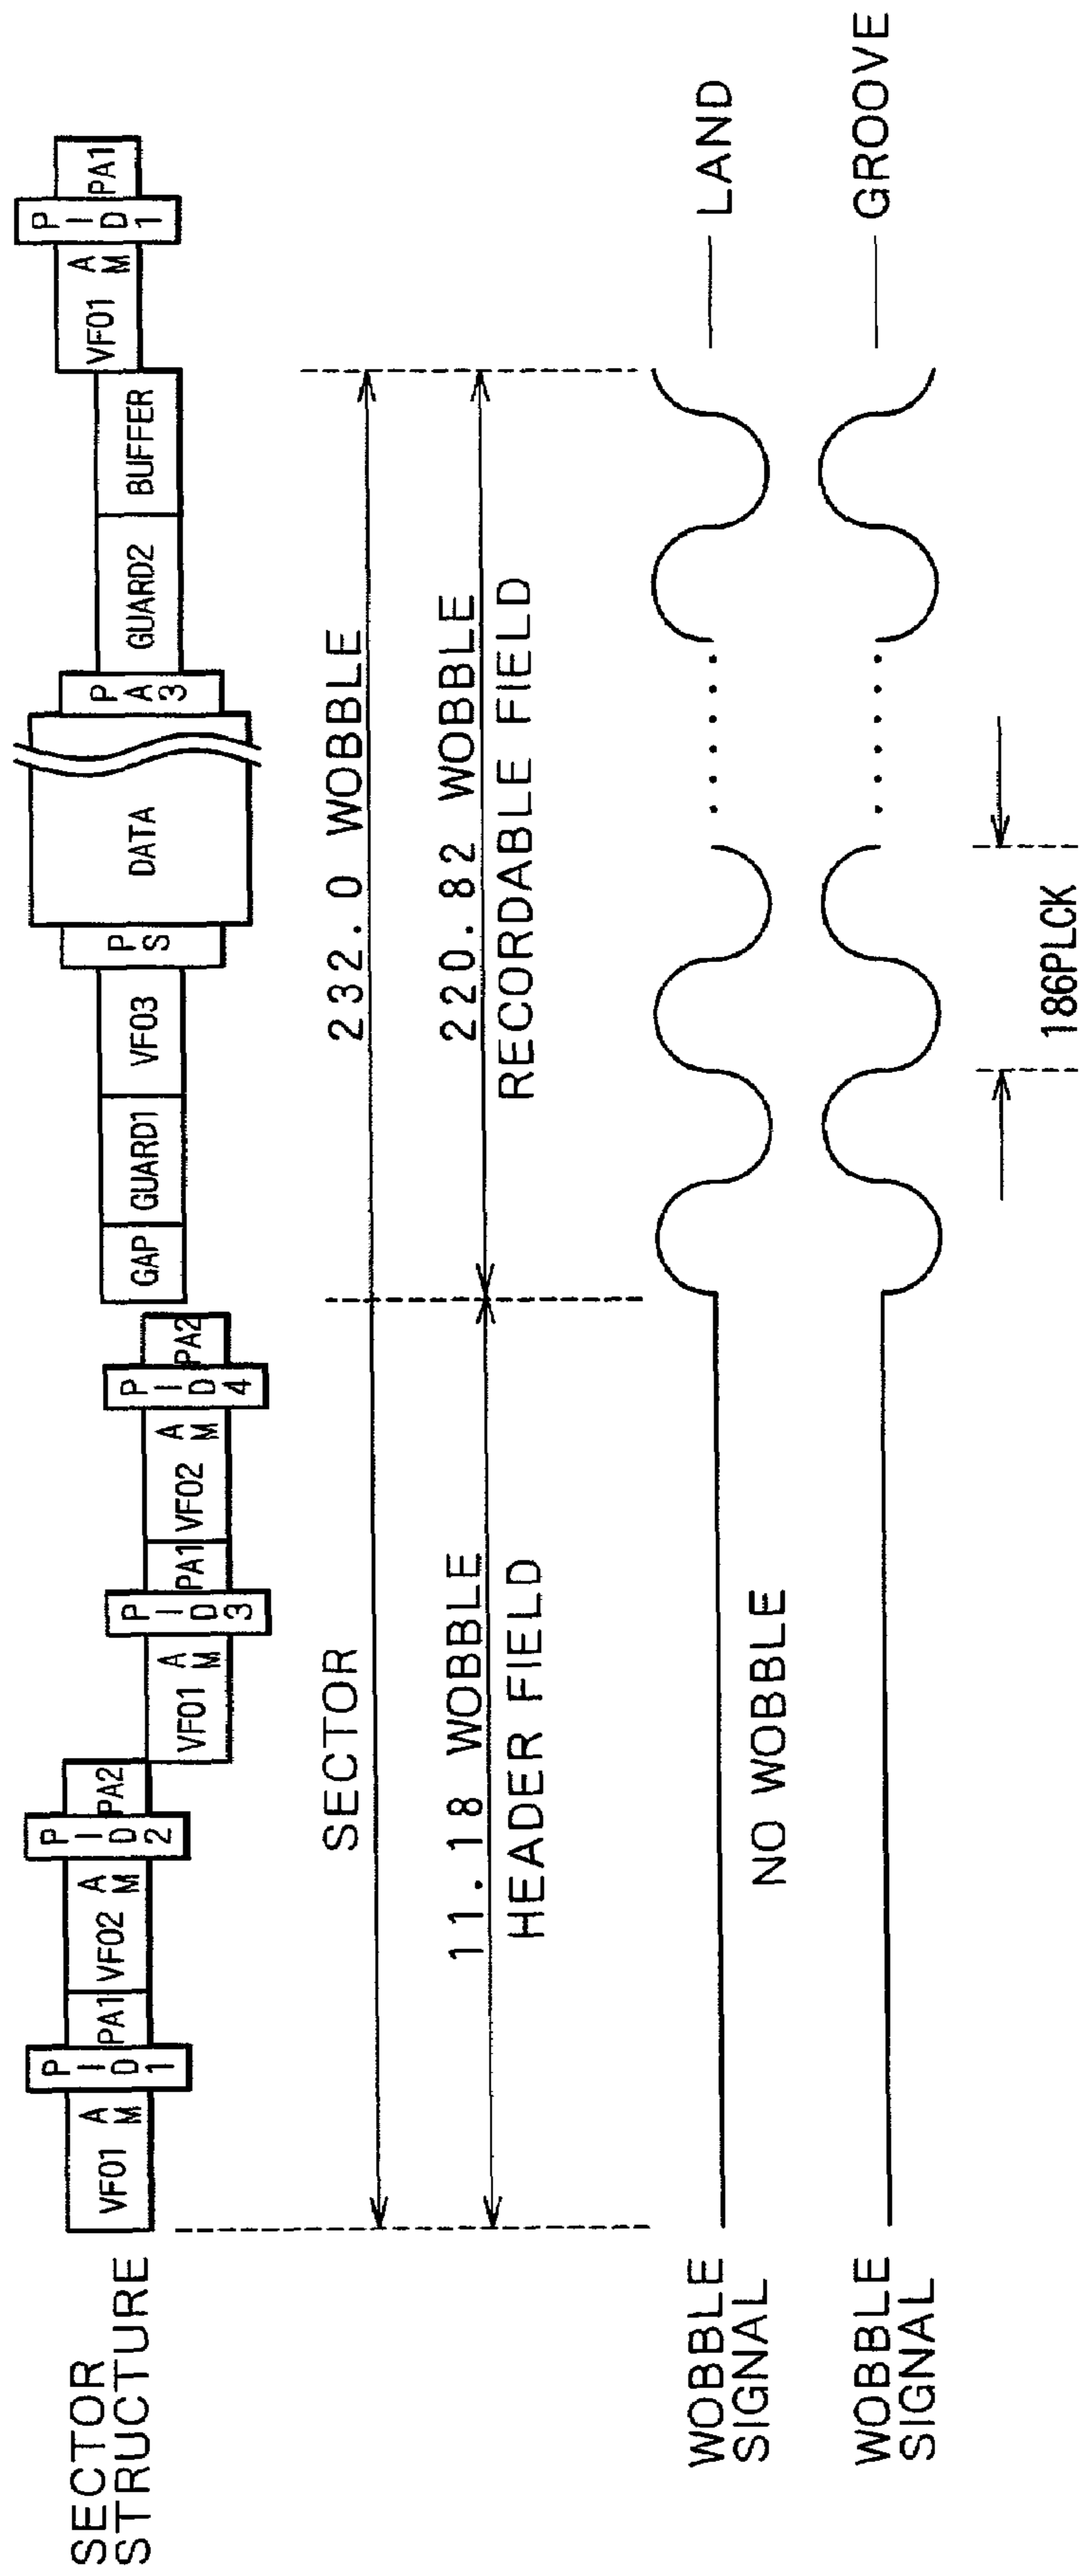 SECTOR
STRUCTURE
VFO1
AM
PID1
PA1
VFO2
AM
PID2
PA2
VFO1
AM
PID3
PA1
VFO2
AM
PID4
PA2
GAP
GUARD1
VFO3
PS
DATA
PA3
GUARD2
BUFFER
VFO1
AM
PID1
PA1
SECTOR
232.0 WOBBLE
11.18 WOBBLE
HEADER FIELD
220.82 WOBBLE
RECORDABLE FIELD
WOBBLE
SIGNAL
LAND
NO WOBBLE
WOBBLE
SIGNAL
GROOVE
186PLCK